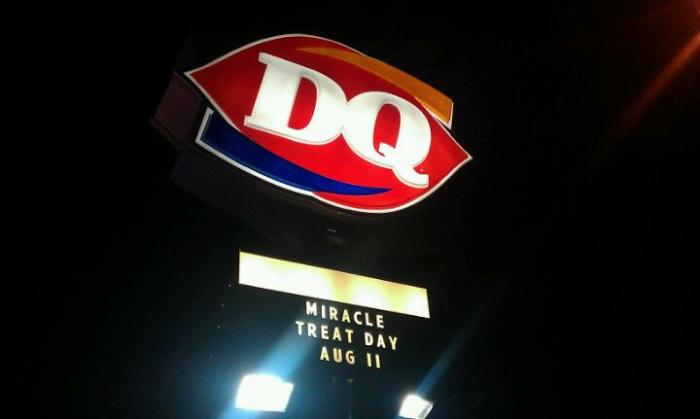 DQ
MIRACLE
TREAT DAY
AUG 11